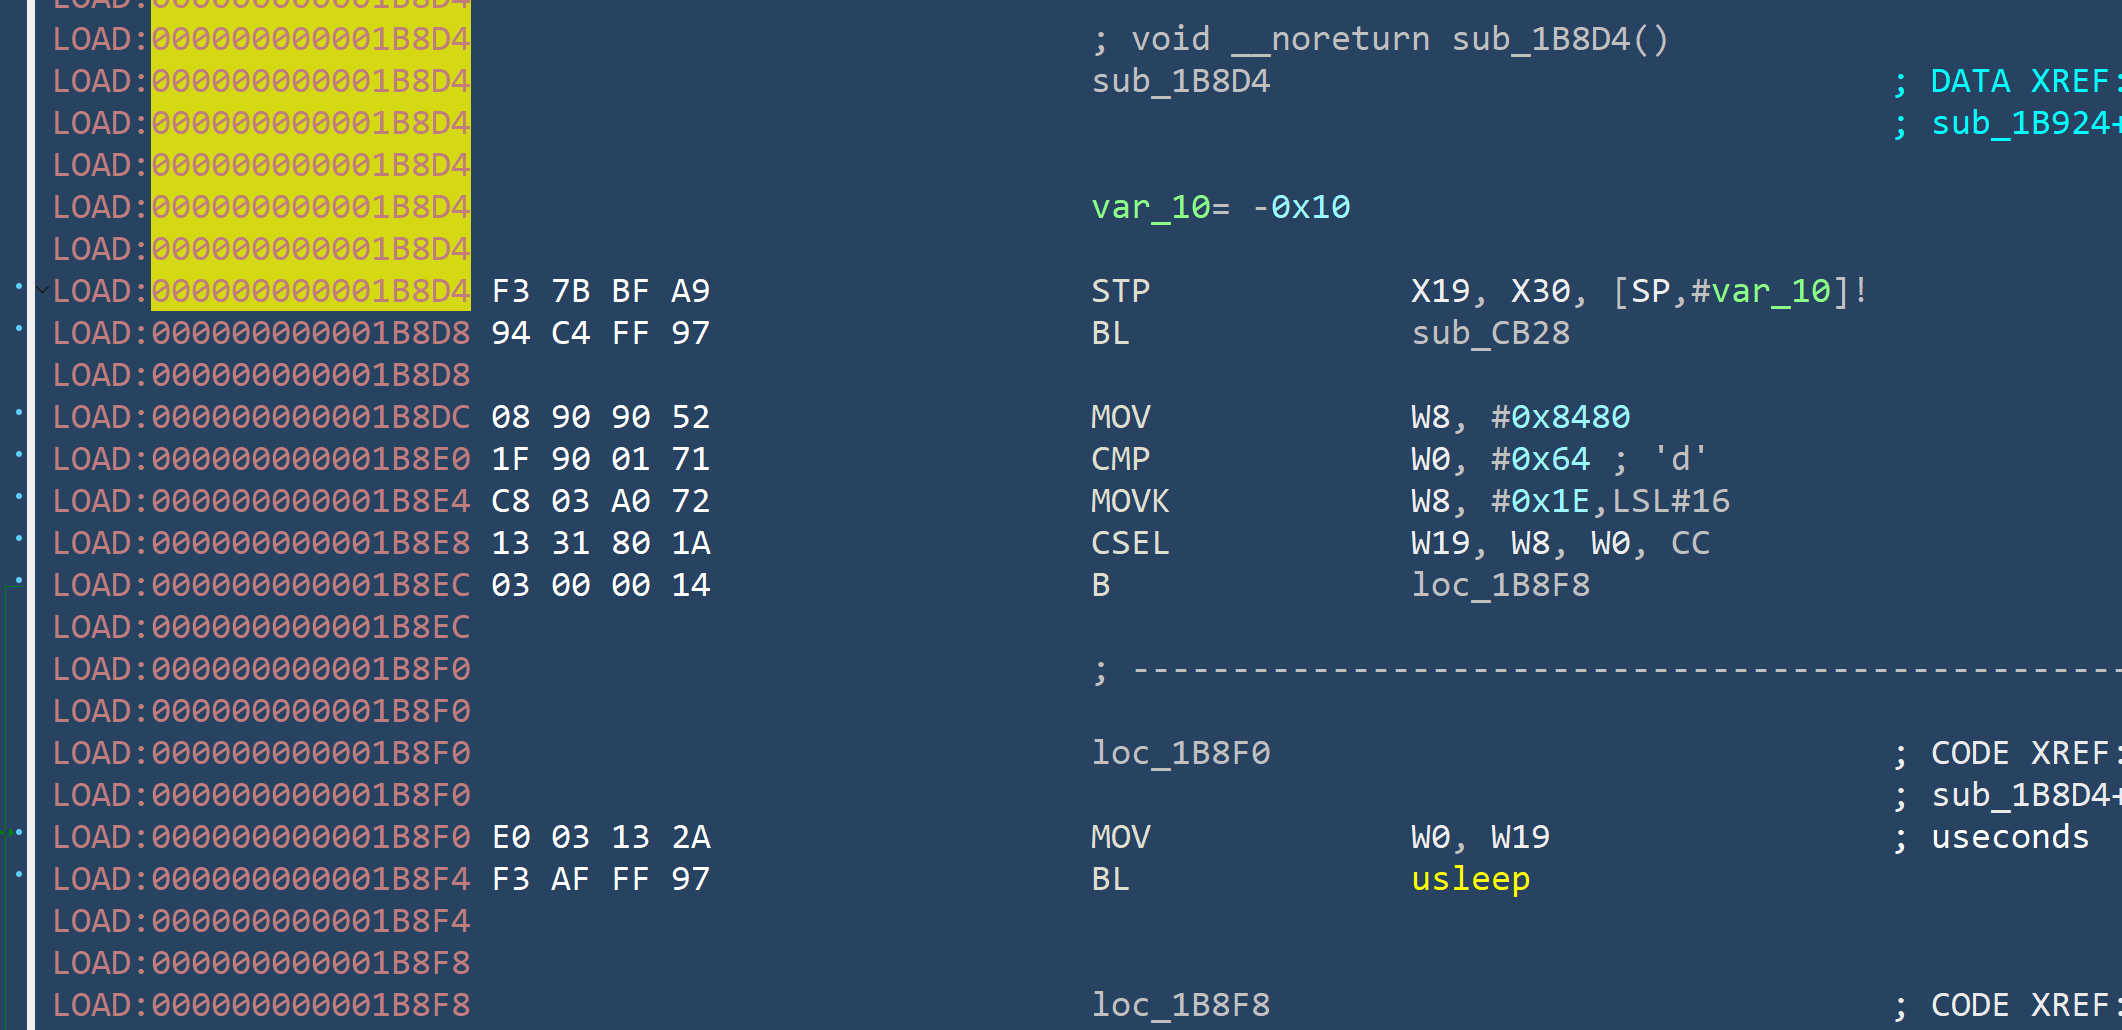 LOAD:000000000001B8D4
LOAD:000000000001B8D4 ; void __noreturn sub_1B8D4()
LOAD:000000000001B8D4 sub_1B8D4 ; DATA XREF:
LOAD:000000000001B8D4 ; sub_1B924+
LOAD:000000000001B8D4
LOAD:000000000001B8D4 var_10= -0x10
LOAD:000000000001B8D4
LOAD:000000000001B8D4 F3 7B BF A9 STP X19, X30, [SP,#var_10]!
LOAD:000000000001B8D8 94 C4 FF 97 BL sub_CB28
LOAD:000000000001B8D8
LOAD:000000000001B8DC 08 90 90 52 MOV W8, #0x8480
LOAD:000000000001B8E0 1F 90 01 71 CMP W0, #0x64 ; 'd'
LOAD:000000000001B8E4 C8 03 A0 72 MOVK W8, #0x1E,LSL#16
LOAD:000000000001B8E8 13 31 80 1A CSEL W19, W8, W0, CC
LOAD:000000000001B8EC 03 00 00 14 B loc_1B8F8
LOAD:000000000001B8EC
LOAD:000000000001B8F0 ; --------------------------------------------------
LOAD:000000000001B8F0
LOAD:000000000001B8F0 loc_1B8F0 ; CODE XREF:
LOAD:000000000001B8F0 ; sub_1B8D4+
LOAD:000000000001B8F0 E0 03 13 2A MOV W0, W19 ; useconds
LOAD:000000000001B8F4 F3 AF FF 97 BL usleep
LOAD:000000000001B8F4
LOAD:000000000001B8F8
LOAD:000000000001B8F8 loc_1B8F8 ; CODE XREF: